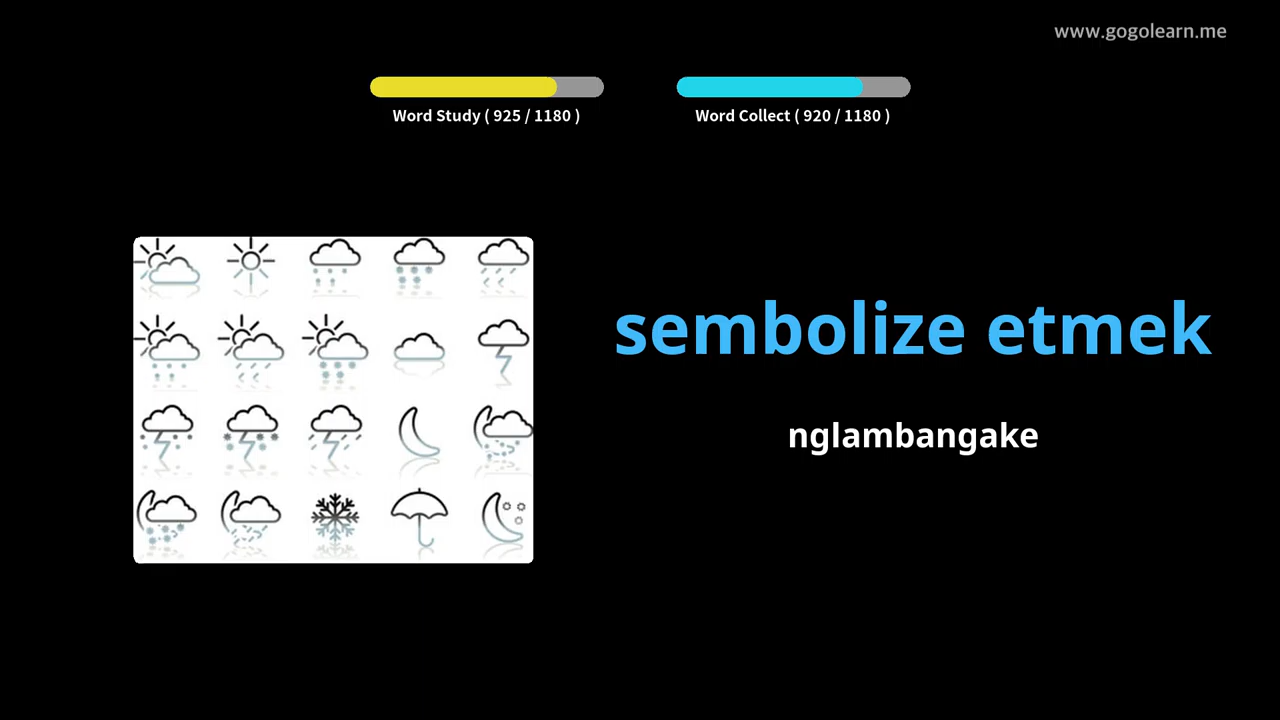 www.gogolearn.me
Word Study ( 925 / 1180 )
Word Collect ( 920 / 1180 )
sembolize etmek
nglambangake